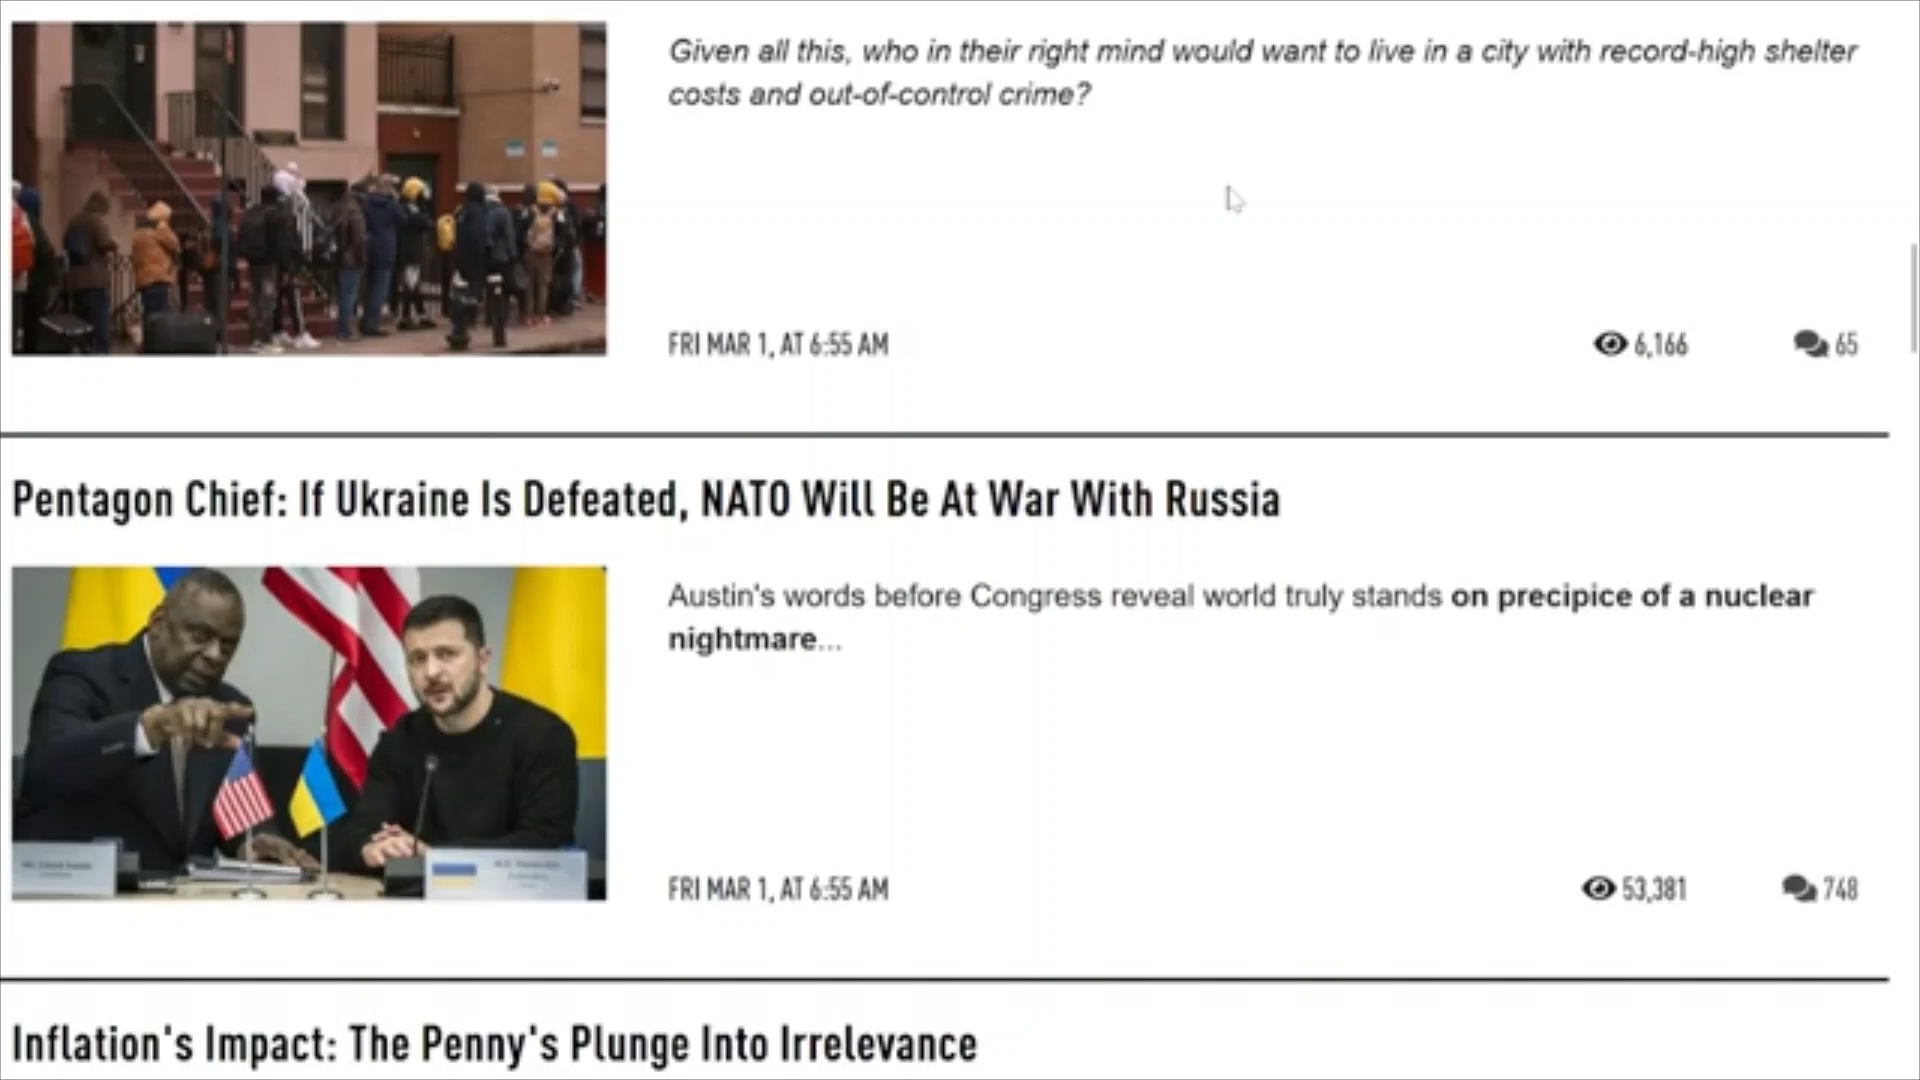 Given all this, who in their right mind would want to live in a city with record-high shelter
costs and out-of-control crime?
FRI MAR 1, AT 6:55 AM
6,166
65
Pentagon Chief: If Ukraine Is Defeated, NATO Will Be At War With Russia
Austin's words before Congress reveal world truly stands on precipice of a nuclear
nightmare...
FRI MAR 1, AT 6:55 AM
53,381
748
Inflation's Impact: The Penny's Plunge Into Irrelevance